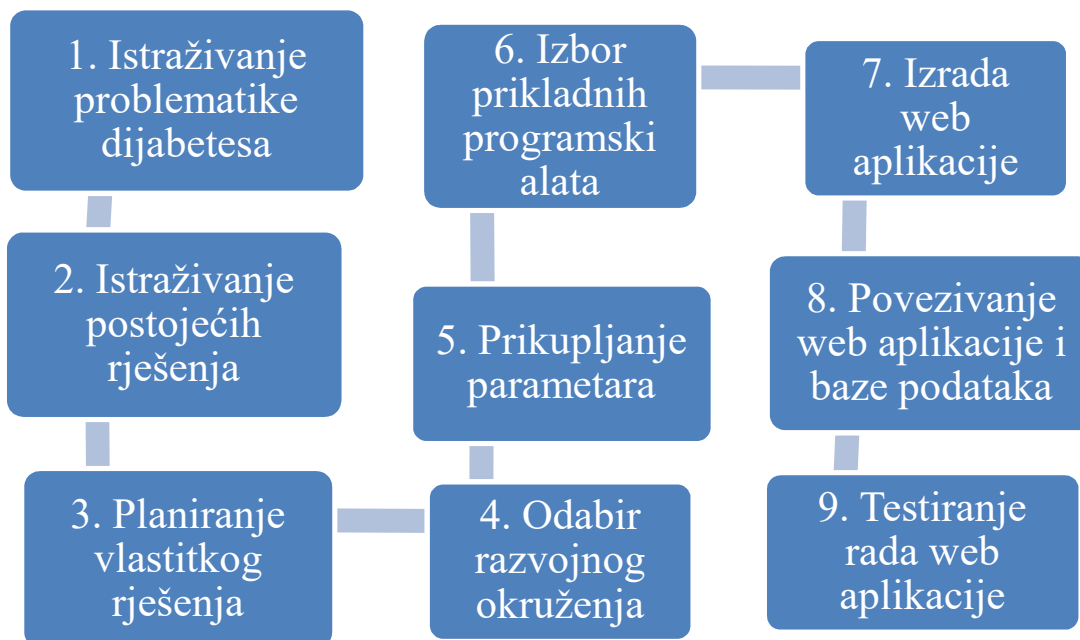 1. Istraživanje
problematike
dijabetesa
2. Istraživanje
postojećih
rješenja
3. Planiranje
vlastitkog
rješenja
4. Odabir
razvojnog
okruženja
5. Prikupljanje
parametara
6. Izbor
prikladnih
programski
alata
7. Izrada
web
aplikacije
8. Povezivanje
web aplikacije i
baze podataka
9. Testiranje
rada web
aplikacije